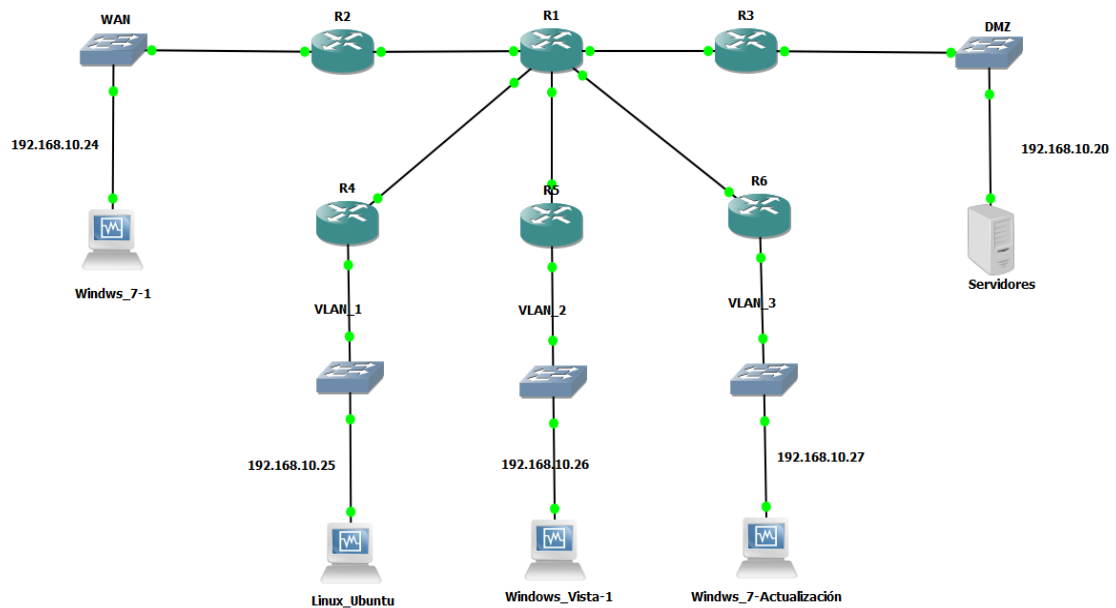 WAN
R2
R1
R3
DMZ
192.168.10.24
192.168.10.20
R4
R5
R6
Windws_7-1
Servidores
VLAN_1
VLAN_2
VLAN_3
192.168.10.25
192.168.10.26
192.168.10.27
Linux_Ubuntu
Windows_Vista-1
Windws_7-Actualización